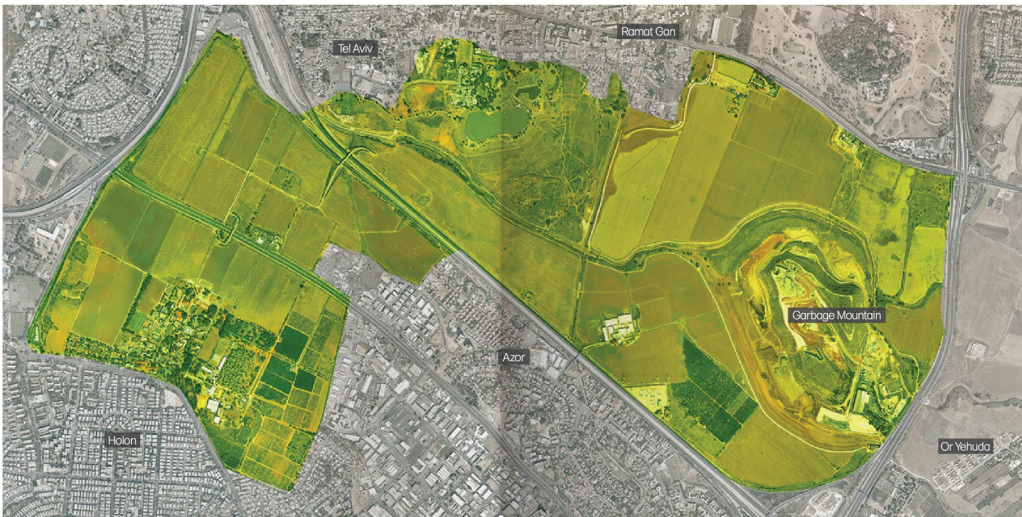 Tel Aviv
Ramat Gan
Garbage Mountain
Azor
Holon
Or Yehuda